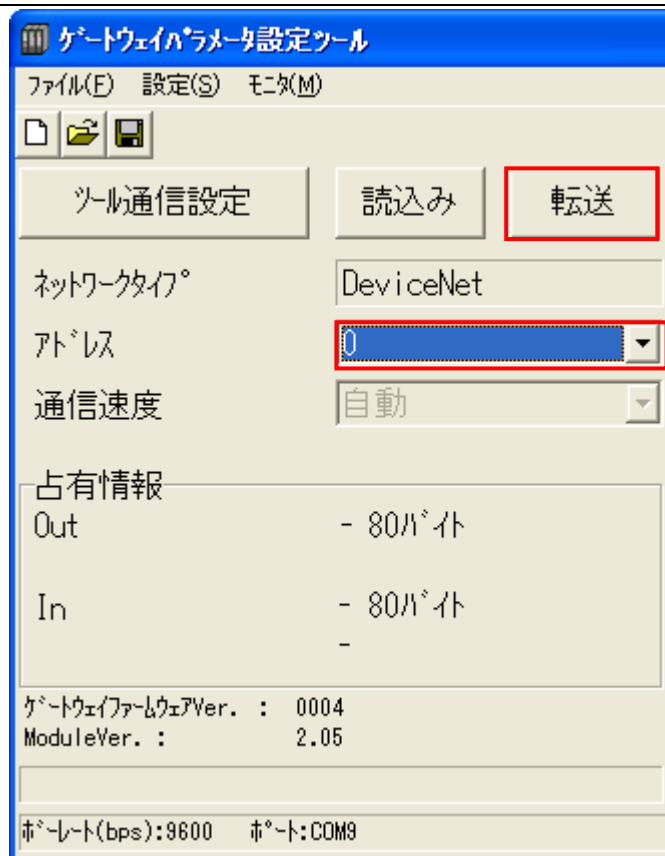 ｹﾞｰﾄｳｪｲﾊﾟﾗﾒｰﾀ設定ﾂｰﾙ
ﾌｧｲﾙ(F) 設定(S) ﾓﾆﾀ(M)
ﾂｰﾙ通信設定 読込み 転送
ﾈｯﾄﾜｰｸﾀｲﾌﾟ DeviceNet
ｱﾄﾞﾚｽ 0
通信速度 自動
占有情報
Out - 80ﾊﾞｲﾄ
In - 80ﾊﾞｲﾄ
-
ｹﾞｰﾄｳｪｲﾌｧｰﾑｳｪｱVer. : 0004
ModuleVer. : 2.05
ﾎﾞｰﾚｰﾄ(bps):9600 ﾎﾟｰﾄ:COM9